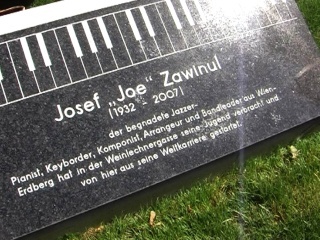 Josef „Joe“ Zawinul
(1932 - 2007)
der begnadete Jazzer-
Pianist, Keyborder, Komponist, Arrangeur und Bandleader aus Wien-
Erdberg hat in der Weinlechnergasse seine Jugend verbracht und
von hier aus seine Weltkarriere gestartet.